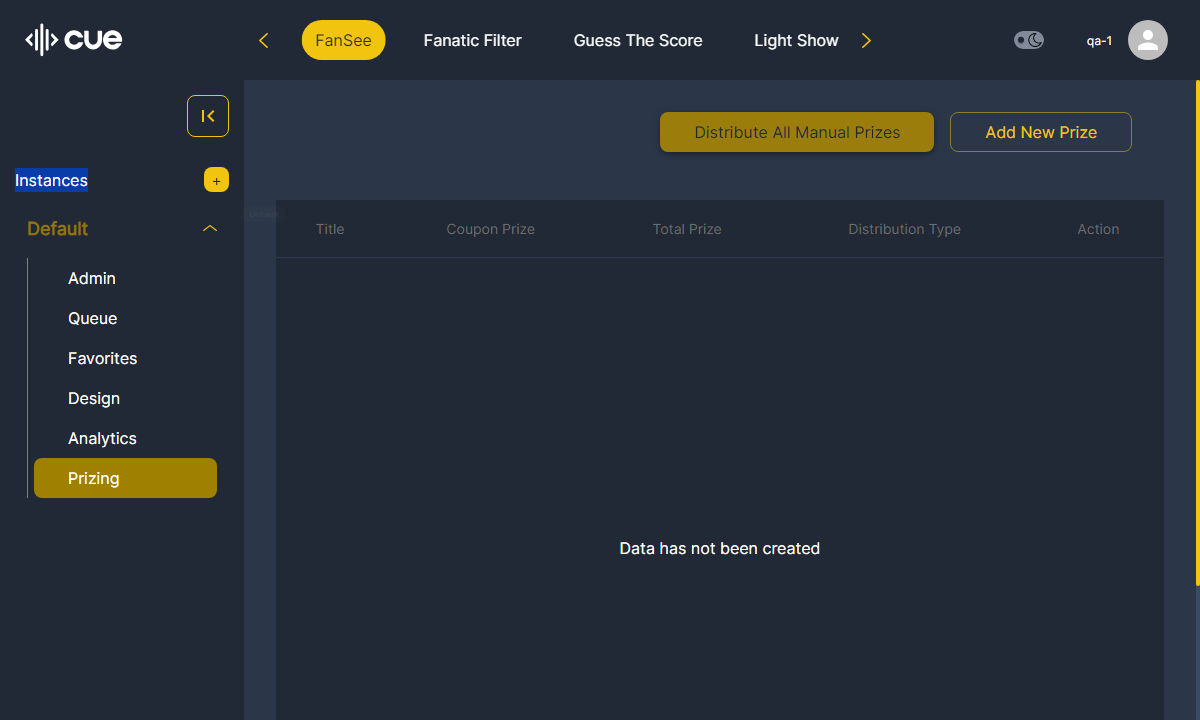 cue
FanSee
Fanatic Filter
Guess The Score
Light Show
qa-1
Distribute All Manual Prizes
Add New Prize
Instances
+
Default
Default
Title
Coupon Prize
Total Prize
Distribution Type
Action
Admin
Queue
Favorites
Design
Analytics
Prizing
Data has not been created